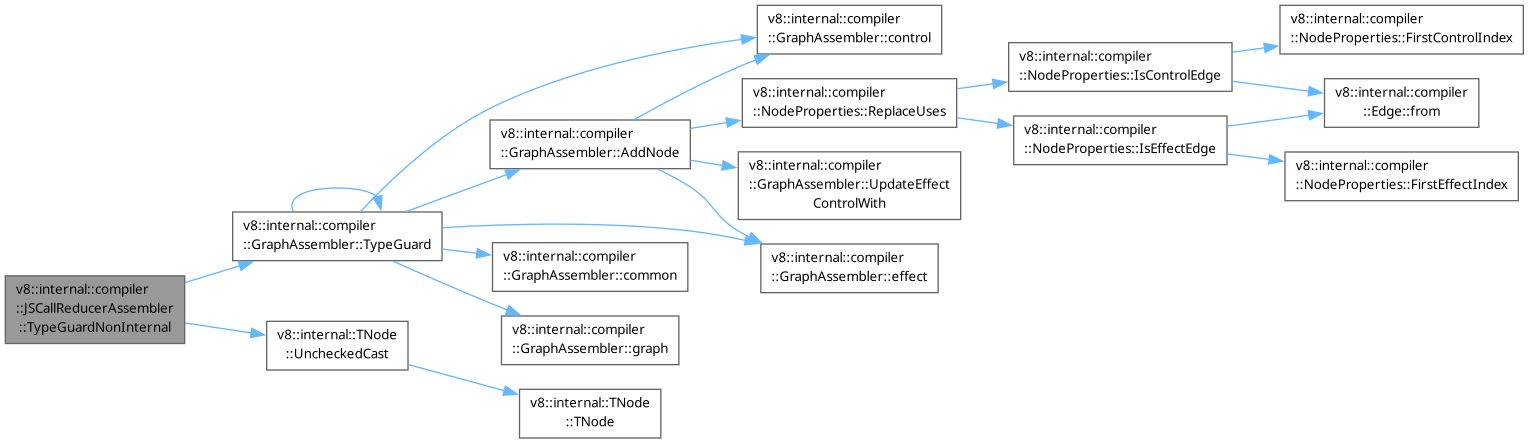 v8::internal::compiler
::JSCallReducerAssembler
::TypeGuardNonInternal
v8::internal::compiler
::GraphAssembler::TypeGuard
v8::internal::TNode
::UncheckedCast
v8::internal::compiler
::GraphAssembler::AddNode
v8::internal::compiler
::GraphAssembler::common
v8::internal::compiler
::GraphAssembler::graph
v8::internal::TNode
::TNode
v8::internal::compiler
::GraphAssembler::control
v8::internal::compiler
::NodeProperties::ReplaceUses
v8::internal::compiler
::GraphAssembler::UpdateEffect
ControlWith
v8::internal::compiler
::GraphAssembler::effect
v8::internal::compiler
::NodeProperties::IsControlEdge
v8::internal::compiler
::NodeProperties::IsEffectEdge
v8::internal::compiler
::NodeProperties::FirstControlIndex
v8::internal::compiler
::Edge::from
v8::internal::compiler
::NodeProperties::FirstEffectIndex